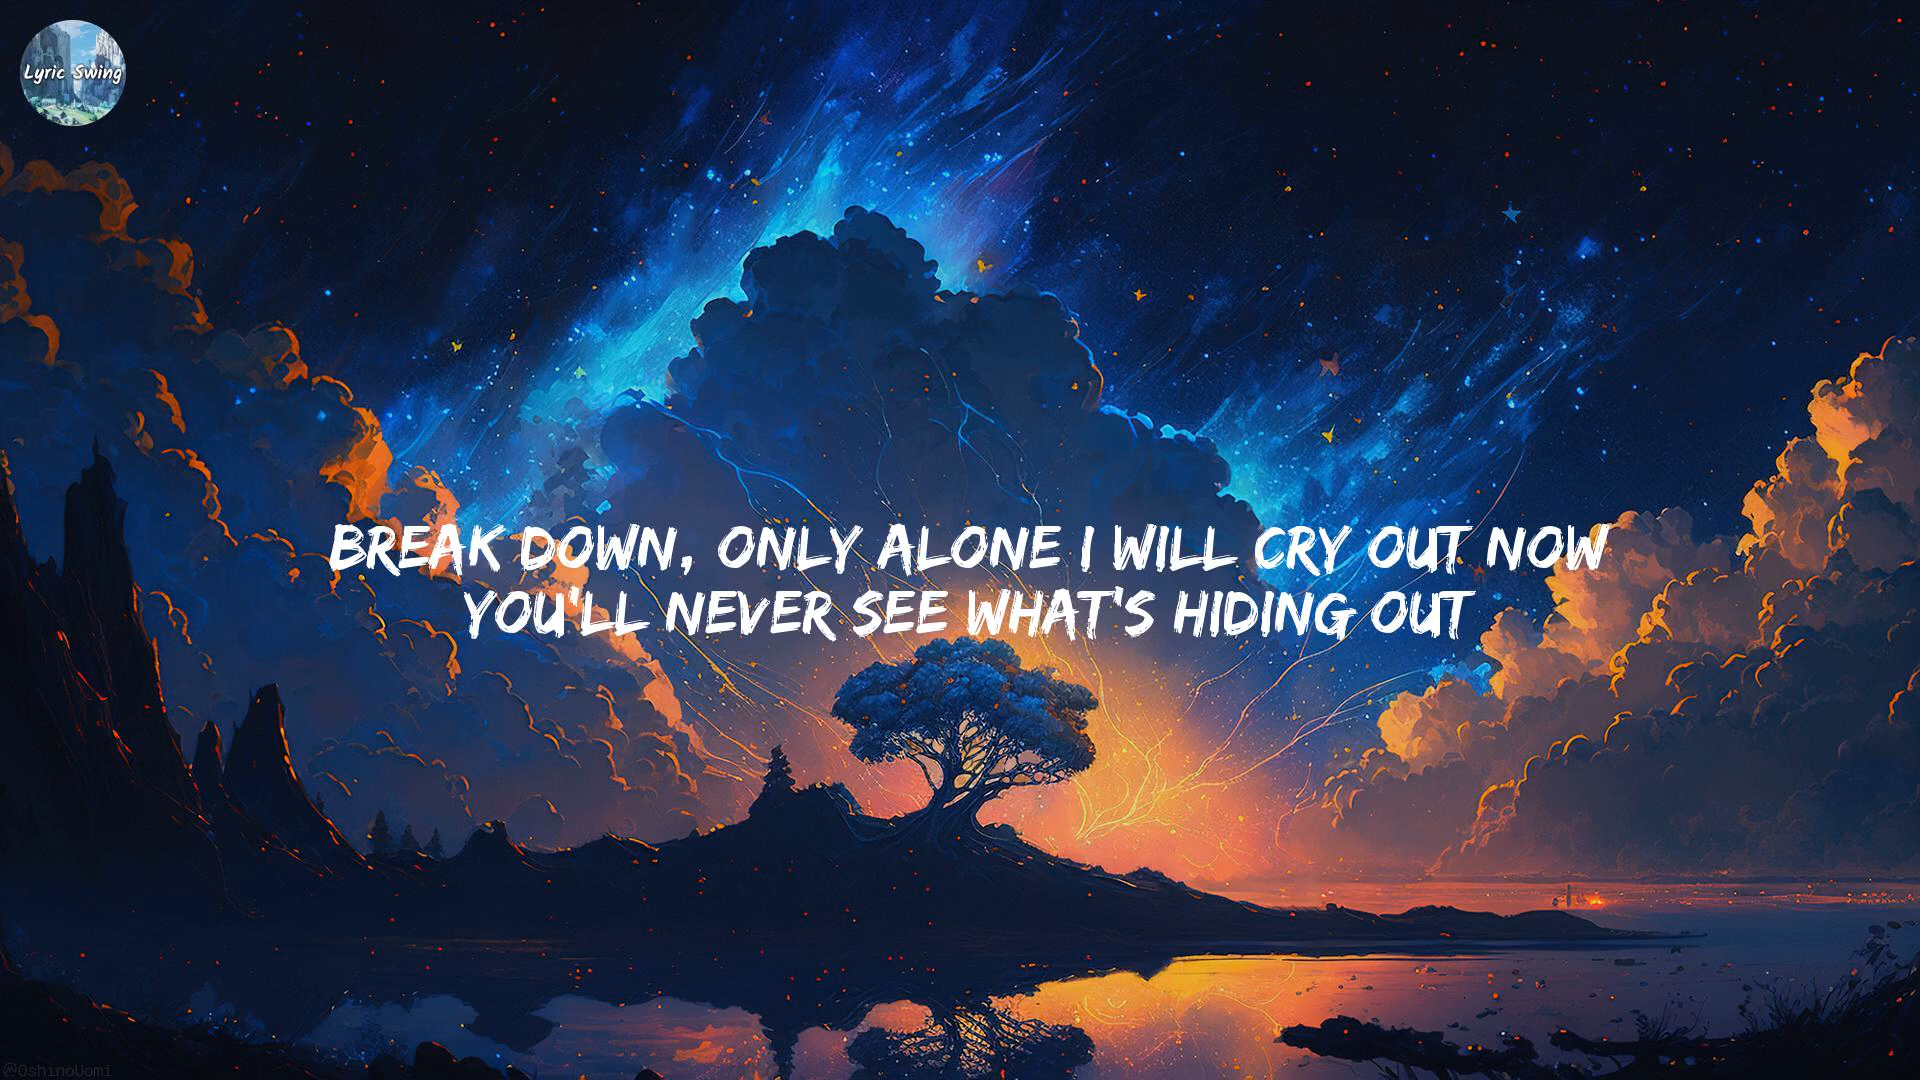 Lyric Swing
BREAK DOWN, ONLY ALONE I WILL CRY OUT NOW
YOU'LL NEVER SEE WHAT'S HIDING OUT
@OshinoUomi